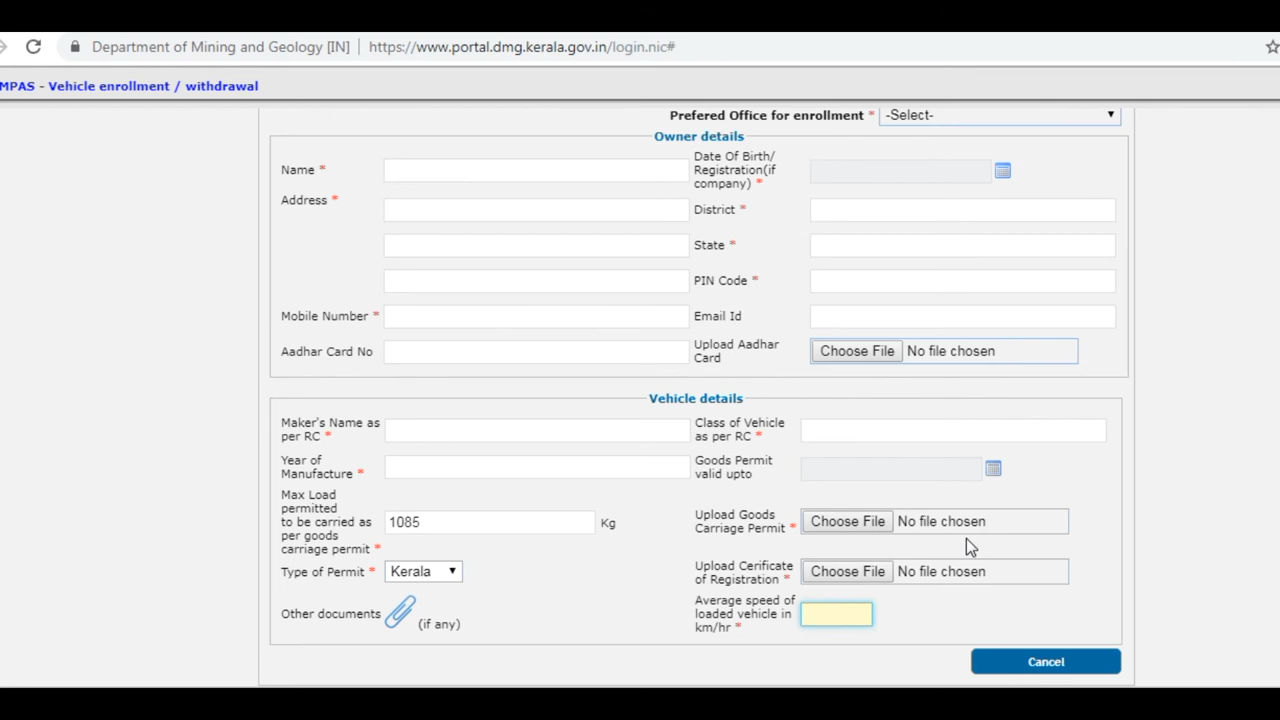 Department of Mining and Geology [IN] https://www.portal.dmg.kerala.gov.in/login.nic#
MPAS - Vehicle enrollment / withdrawal
Prefered Office for enrollment * -Select-
Owner details
Name *
Date Of Birth/
Registration(if
company) *
Address *
District *
State *
PIN Code *
Mobile Number *
Email Id
Aadhar Card No
Upload Aadhar
Card
Choose File No file chosen
Vehicle details
Maker's Name as
per RC *
Class of Vehicle
as per RC *
Year of
Manufacture *
Goods Permit
valid upto
Max Load
permitted
to be carried as
per goods
carriage permit *
1085 Kg
Upload Goods
Carriage Permit *
Choose File No file chosen
Type of Permit * Kerala
Upload Cerificate
of Registration *
Choose File No file chosen
Other documents (if any)
Average speed of
loaded vehicle in
km/hr *
Cancel